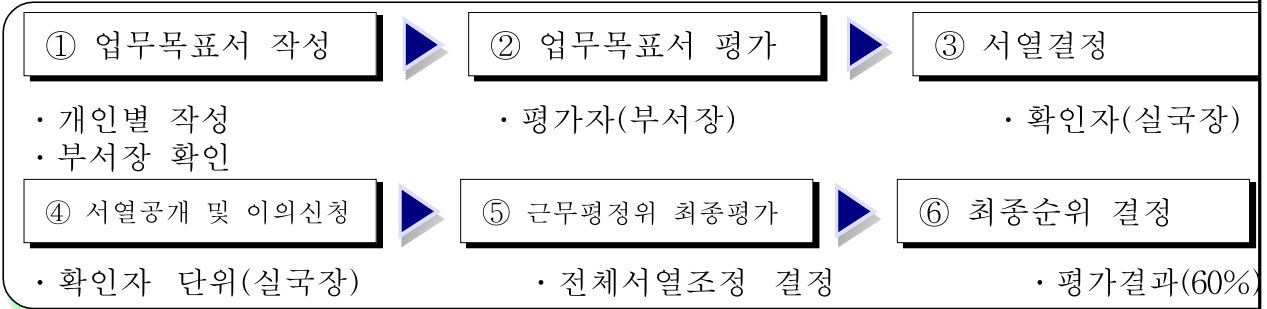 ① 업무목표서 작성
② 업무목표서 평가
③ 서열결정
· 개인별 작성
· 부서장 확인
· 평가자(부서장)
· 확인자(실국장)
④ 서열공개 및 이의신청
⑤ 근무평정위 최종평가
⑥ 최종순위 결정
· 확인자 단위(실국장)
· 전체서열조정 결정
· 평가결과(60%)